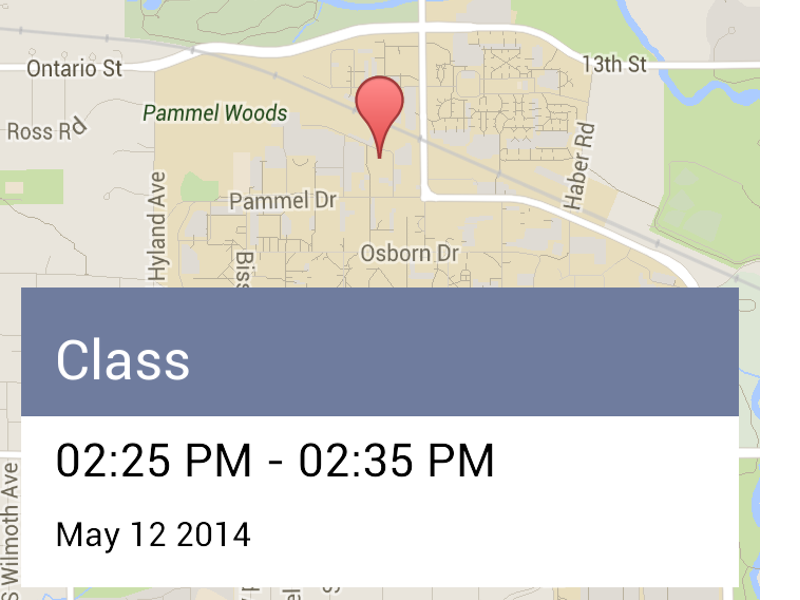 Ontario St
13th St
Pammel Woods
Ross Rd
Haber Rd
Hyland Ave
Pammel Dr
Osborn Dr
Class
02:25 PM - 02:35 PM
May 12 2014
S Wilmoth Ave